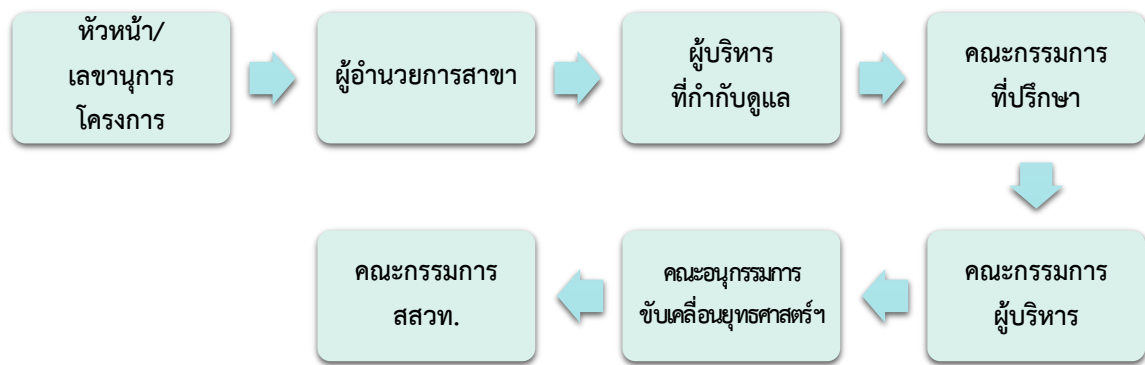 หัวหน้า/
เลขานุการ
โครงการ
ผู้อำนวยการสาขา
ผู้บริหาร
ที่กำกับดูแล
คณะกรรมการ
ที่ปรึกษา
คณะกรรมการ
ผู้บริหาร
คณะอนุกรรมการ
ขับเคลื่อนยุทธศาสตร์ฯ
คณะกรรมการ
สสวท.